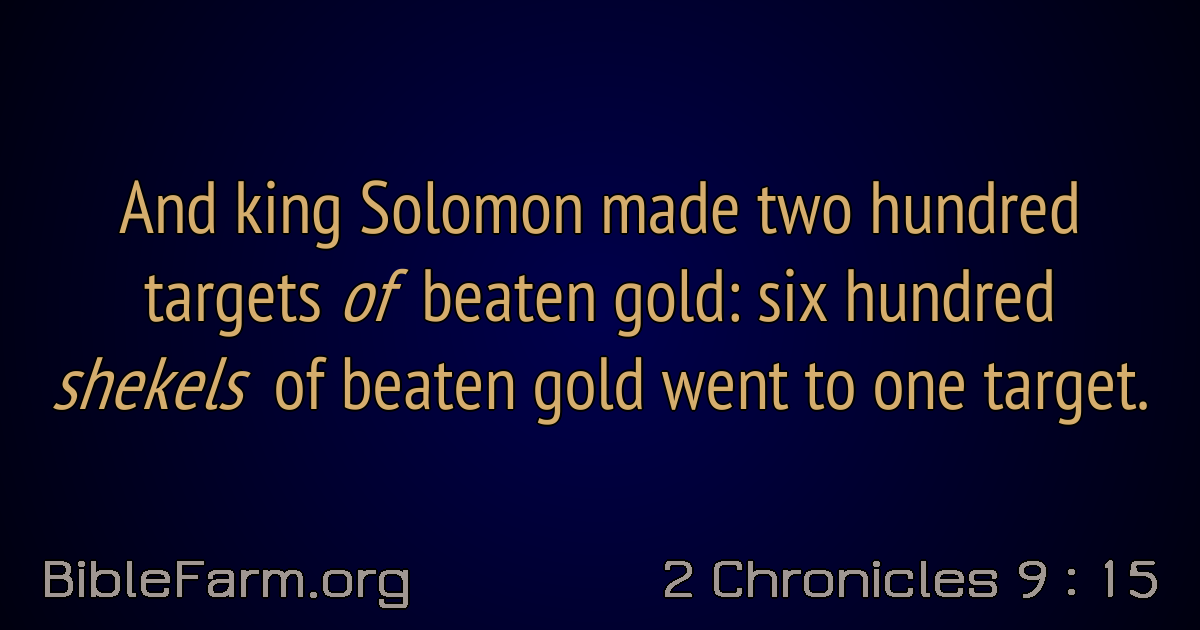 And king Solomon made two hundred
targets of beaten gold: six hundred
shekels of beaten gold went to one target.
BibleFarm.org
2 Chronicles 9 : 15